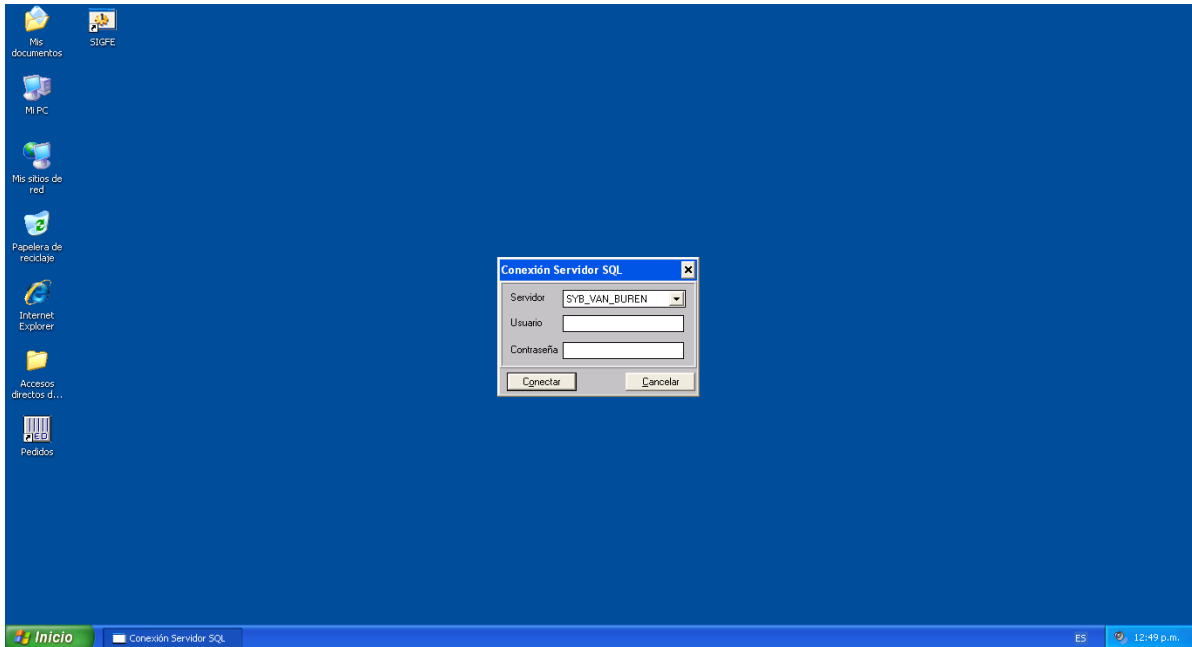 Mis
documentos
SIGFE
Mi PC
Mis sitios de
red
Papelera de
reciclaje
Internet
Explorer
Accesos
directos d...
PED
Pedidos
Conexión Servidor SQL
Servidor
SYB_VAN_BUREN
Usuario
Contraseña
Conectar
Cancelar
Inicio
Conexión Servidor SQL
ES
12:49 p.m.